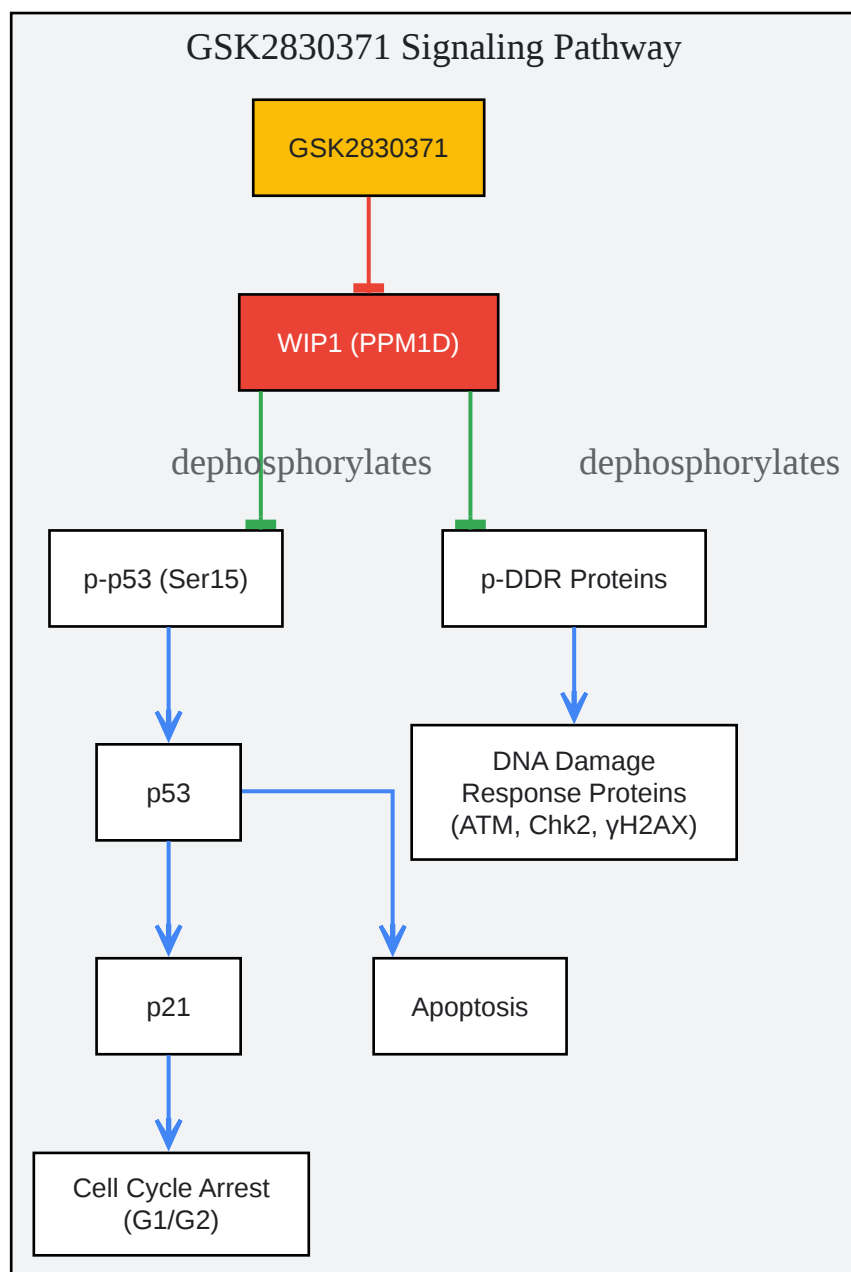 GSK2830371 Signaling Pathway
GSK2830371
WIP1 (PPM1D)
dephosphorylates
dephosphorylates
p-p53 (Ser15)
p-DDR Proteins
p53
DNA Damage
Response Proteins
(ATM, Chk2, γH2AX)
p21
Apoptosis
Cell Cycle Arrest
(G1/G2)